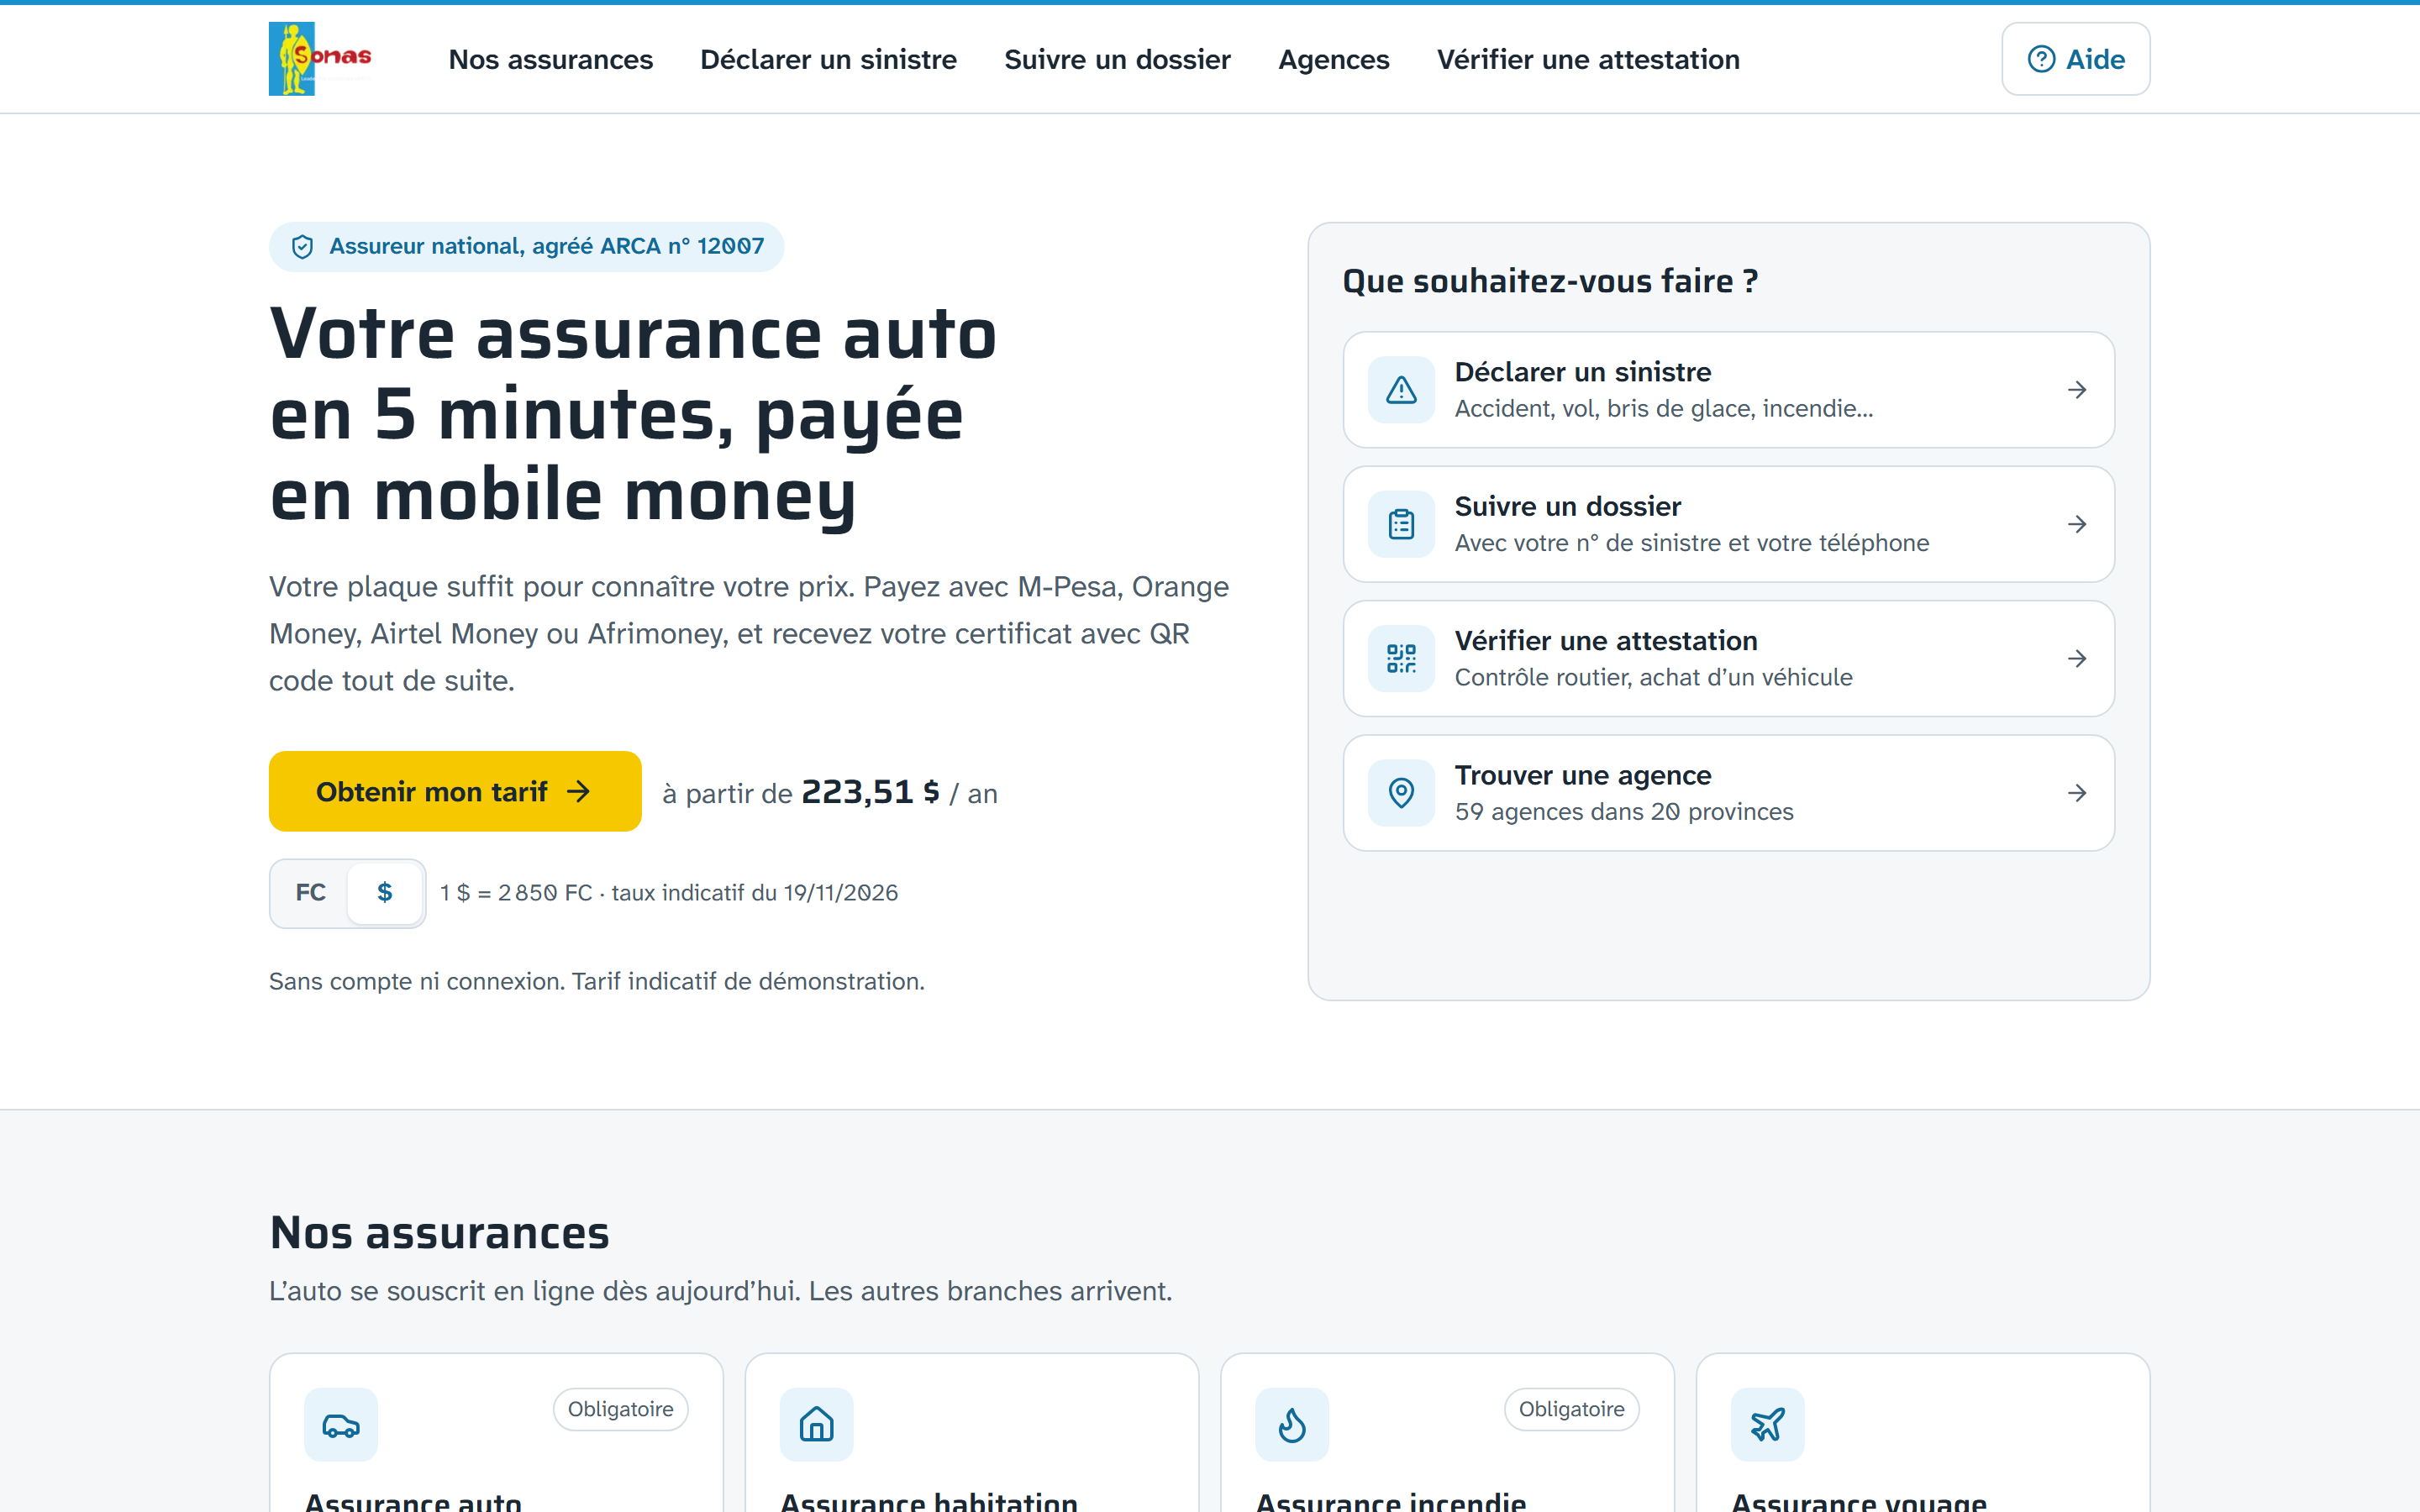 Sonas
Nos assurances
Déclarer un sinistre
Suivre un dossier
Agences
Vérifier une attestation
Aide
Assureur national, agréé ARCA n° 12007
Votre assurance auto
en 5 minutes, payée
en mobile money
Votre plaque suffit pour connaître votre prix. Payez avec M-Pesa, Orange
Money, Airtel Money ou Afrimoney, et recevez votre certificat avec QR
code tout de suite.
Obtenir mon tarif
à partir de 223,51 $ / an
FC
$
1 $ = 2 850 FC · taux indicatif du 19/11/2026
Sans compte ni connexion. Tarif indicatif de démonstration.
Que souhaitez-vous faire ?
Déclarer un sinistre
Accident, vol, bris de glace, incendie…
Suivre un dossier
Avec votre n° de sinistre et votre téléphone
Vérifier une attestation
Contrôle routier, achat d’un véhicule
Trouver une agence
59 agences dans 20 provinces
Nos assurances
L’auto se souscrit en ligne dès aujourd’hui. Les autres branches arrivent.
Obligatoire
Assurance auto
Assurance habitation
Obligatoire
Assurance incendie
Assurance voyage